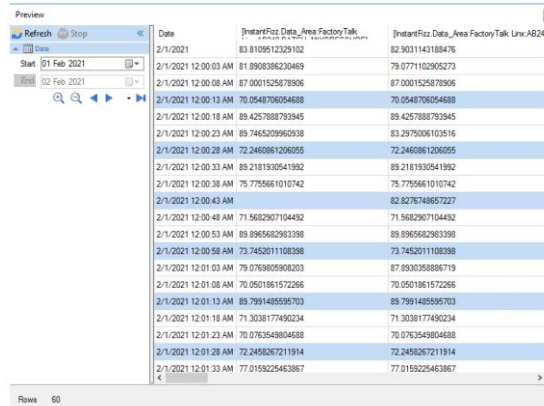 Preview
Refresh Stop «
Date
Start 01 Feb 2021
End 02 Feb 2021
Date [InstantFizz.Data_Area:FactoryTalk [InstantFizz.Data_Area:FactoryTalk Linx:AB24
2/1/2021 83.8109512329102 82.9031143188476
2/1/2021 12:00:03 AM 81.8908386230469 79.0771102905273
2/1/2021 12:00:08 AM 87.0001525878906 87.0001525878906
2/1/2021 12:00:13 AM 70.0548706054688 70.0548706054688
2/1/2021 12:00:18 AM 89.4257888793945 89.4257888793945
2/1/2021 12:00:23 AM 89.7465209960938 83.2975006103516
2/1/2021 12:00:28 AM 72.2460861206055 72.2460861206055
2/1/2021 12:00:33 AM 89.2181930541992 89.2181930541992
2/1/2021 12:00:38 AM 75.7755661010742 75.7755661010742
2/1/2021 12:00:43 AM 82.8276748657227
2/1/2021 12:00:48 AM 71.5682907104492 71.5682907104492
2/1/2021 12:00:53 AM 89.8965682983398 89.8965682983398
2/1/2021 12:00:58 AM 73.7452011108398 73.7452011108398
2/1/2021 12:01:03 AM 79.0769805908203 87.8930358886719
2/1/2021 12:01:08 AM 70.0501861572266 70.0501861572266
2/1/2021 12:01:13 AM 89.7991485595703 89.7991485595703
2/1/2021 12:01:18 AM 71.3038177490234 71.3038177490234
2/1/2021 12:01:23 AM 70.0763549804688 70.0763549804688
2/1/2021 12:01:28 AM 72.2458267211914 72.2458267211914
2/1/2021 12:01:33 AM 77.0159225463867 77.0159225463867
Rows 60